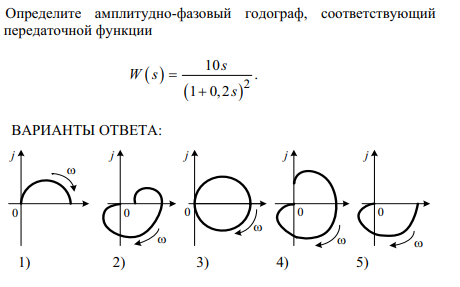 Определите амплитудно-фазовый годограф, соответствующий
передаточной функции
W(s) = 10s / (1+0,2s)².
ВАРИАНТЫ ОТВЕТА:
j j j j j
ω
0 0 0 0 0
ω ω ω ω
1) 2) 3) 4) 5)